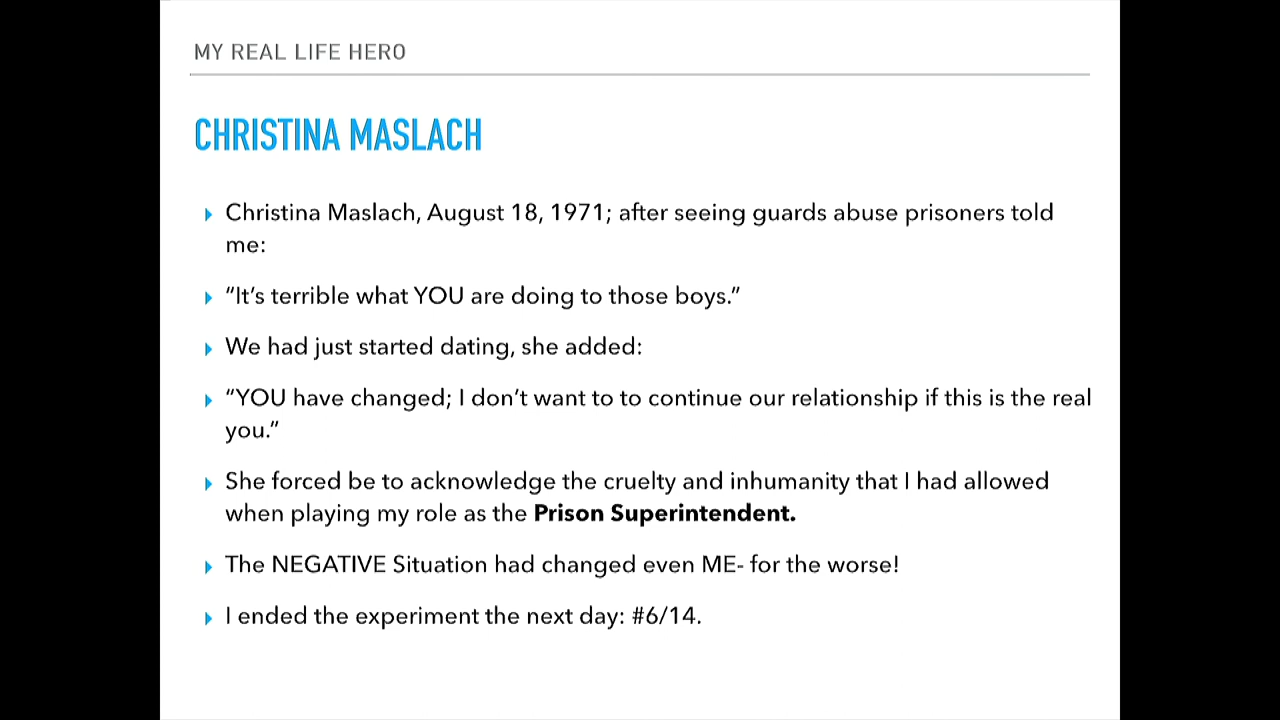 MY REAL LIFE HERO
CHRISTINA MASLACH
Christina Maslach, August 18, 1971; after seeing guards abuse prisoners told
me:
“It’s terrible what YOU are doing to those boys.”
We had just started dating, she added:
“YOU have changed; I don’t want to to continue our relationship if this is the real
you.”
She forced be to acknowledge the cruelty and inhumanity that I had allowed
when playing my role as the Prison Superintendent.
The NEGATIVE Situation had changed even ME- for the worse!
I ended the experiment the next day: #6/14.